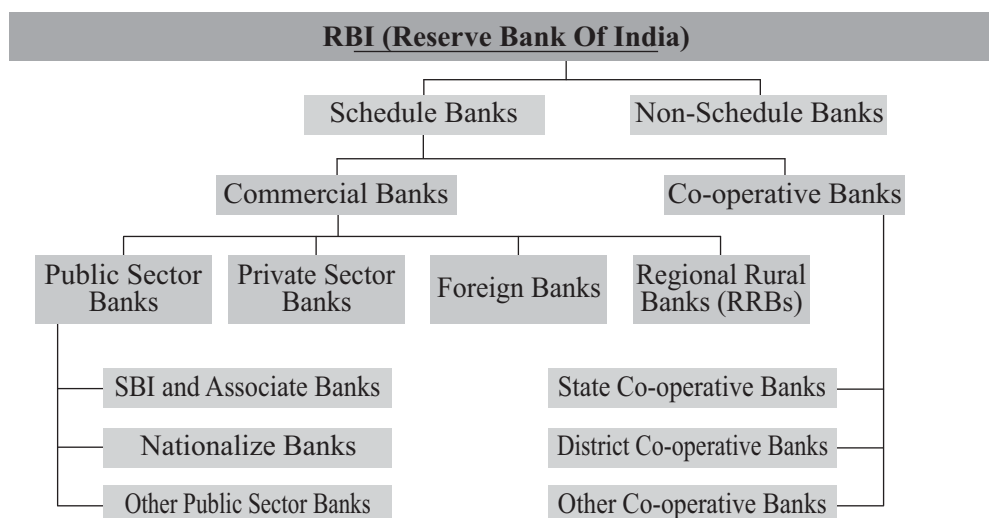 RBI (Reserve Bank Of India)
Schedule Banks
Non-Schedule Banks
Commercial Banks
Co-operative Banks
Public Sector
Banks
Private Sector
Banks
Foreign Banks
Regional Rural
Banks (RRBs)
SBI and Associate Banks
State Co-operative Banks
Nationalize Banks
District Co-operative Banks
Other Public Sector Banks
Other Co-operative Banks